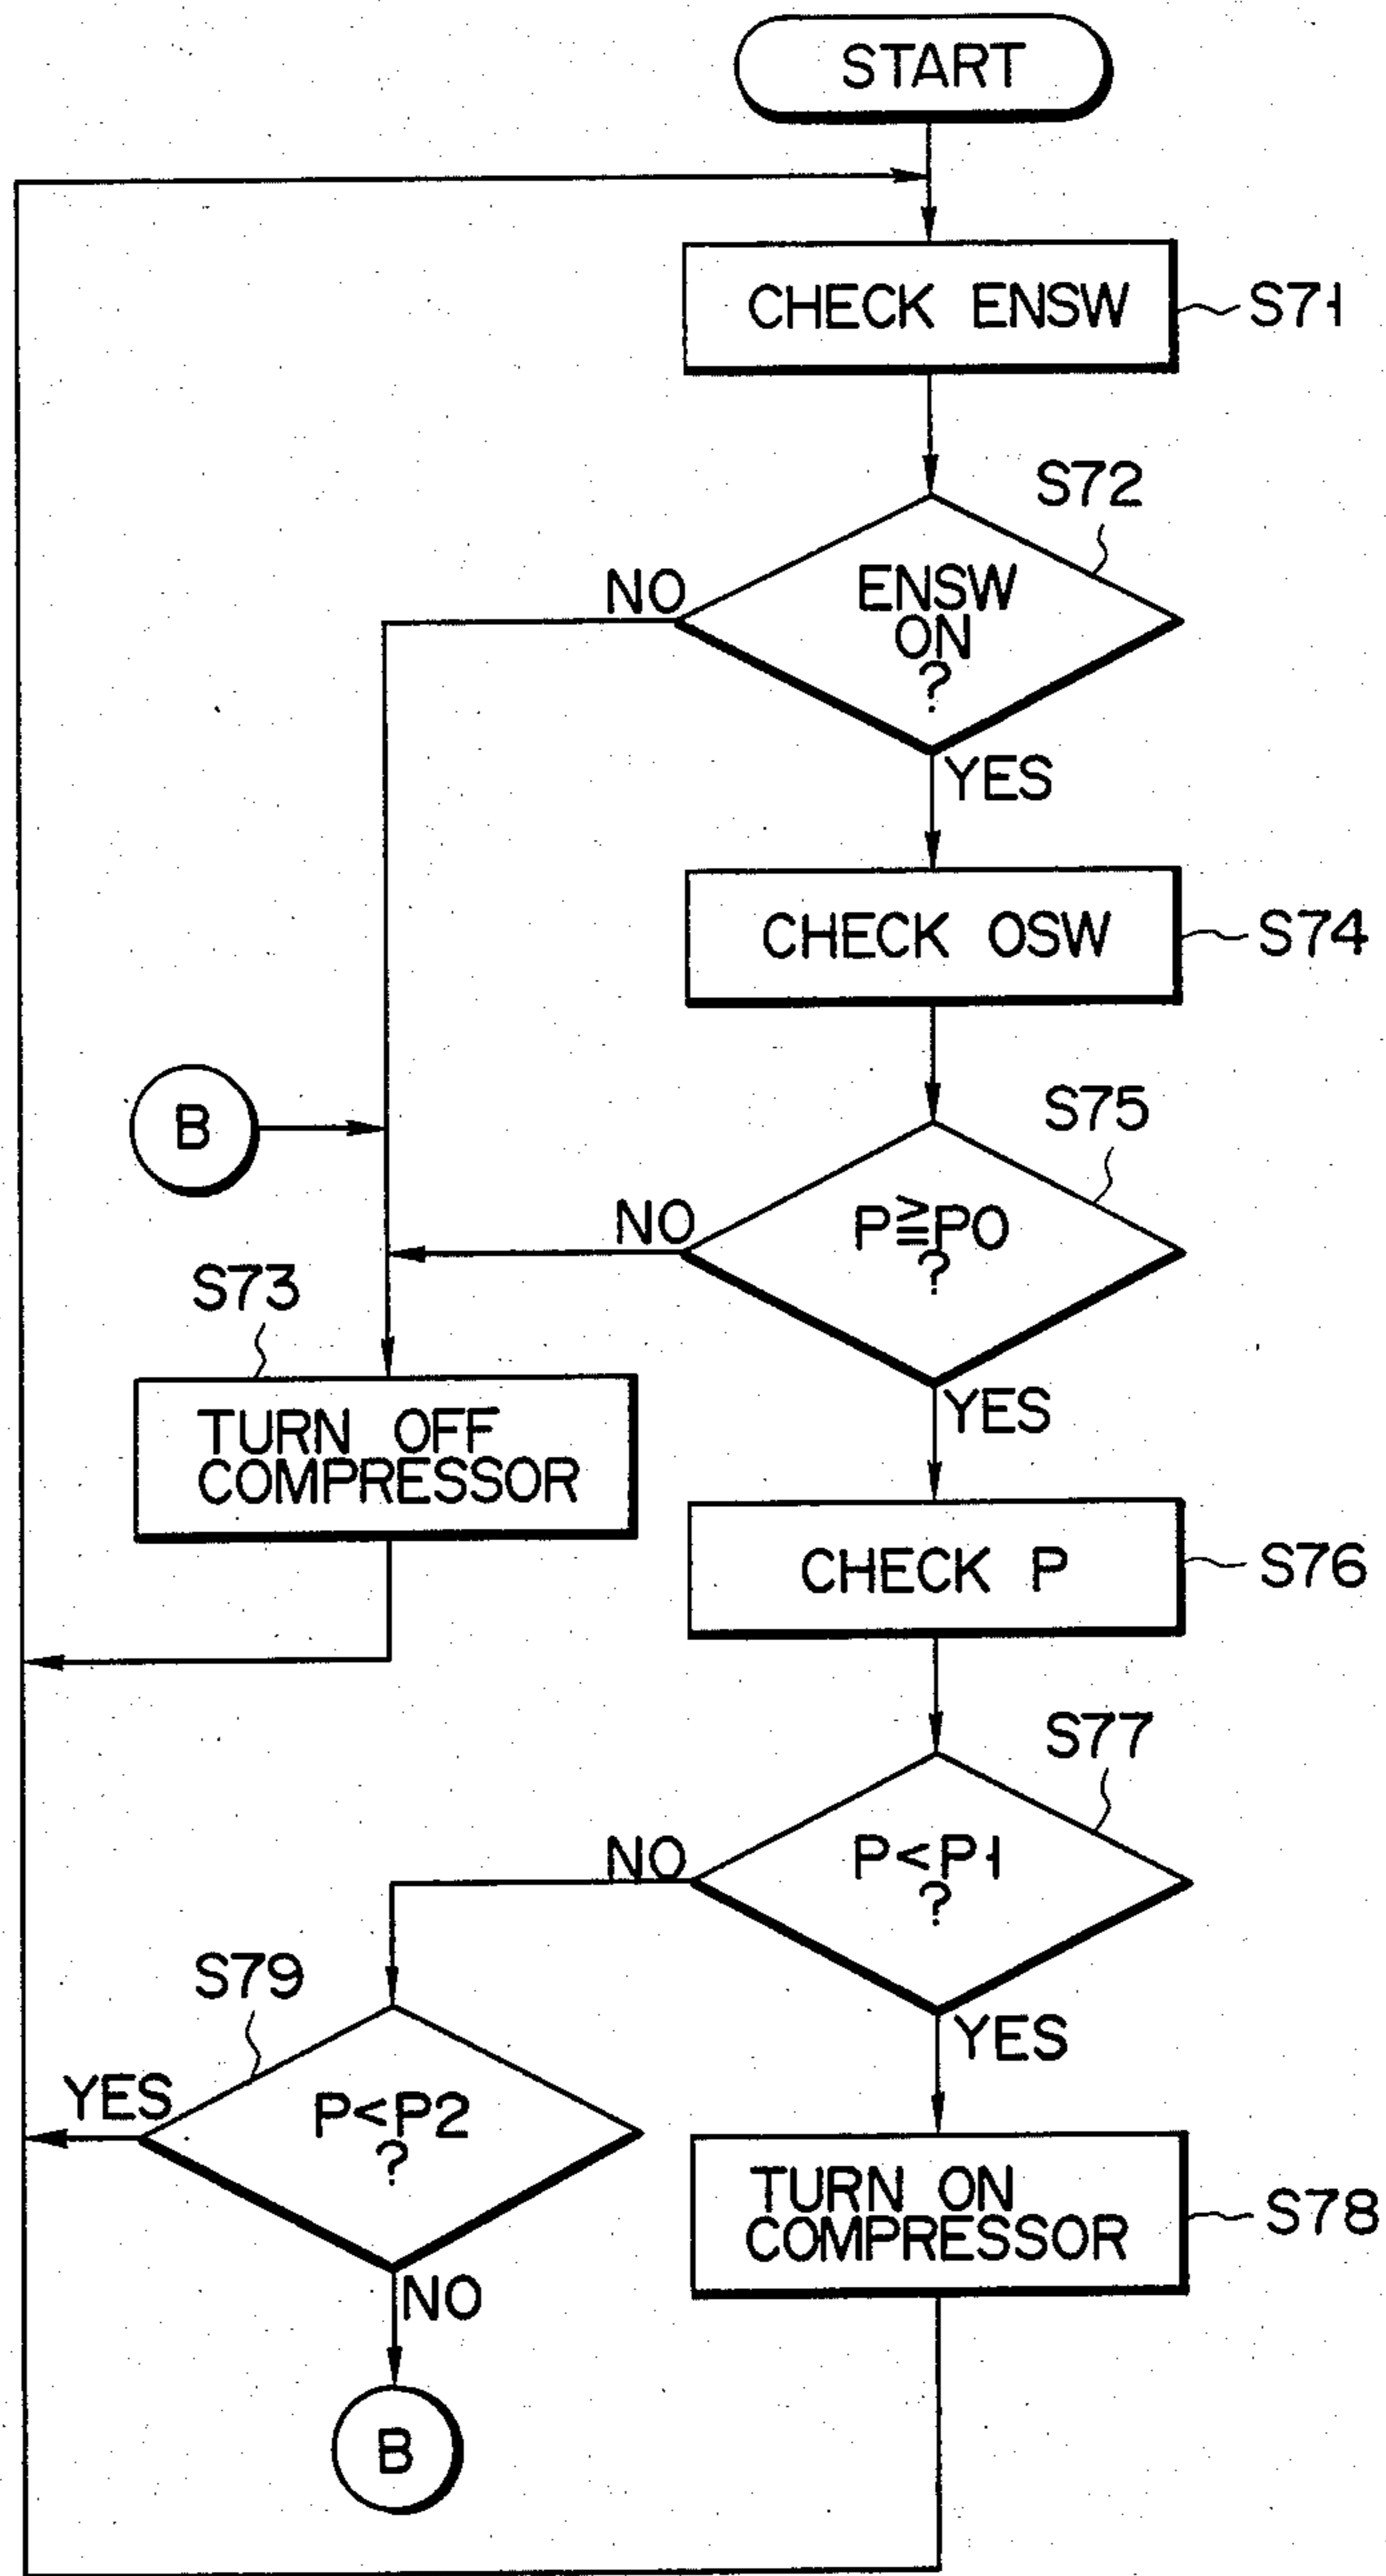 START
CHECK ENSW
S71
S72
ENSW
ON
?
NO
YES
CHECK OSW
S74
B
S75
P≧P0
?
NO
YES
S73
TURN OFF
COMPRESSOR
CHECK P
S76
S77
P<P1
?
NO
YES
S79
P<P2
?
YES
NO
TURN ON
COMPRESSOR
S78
B